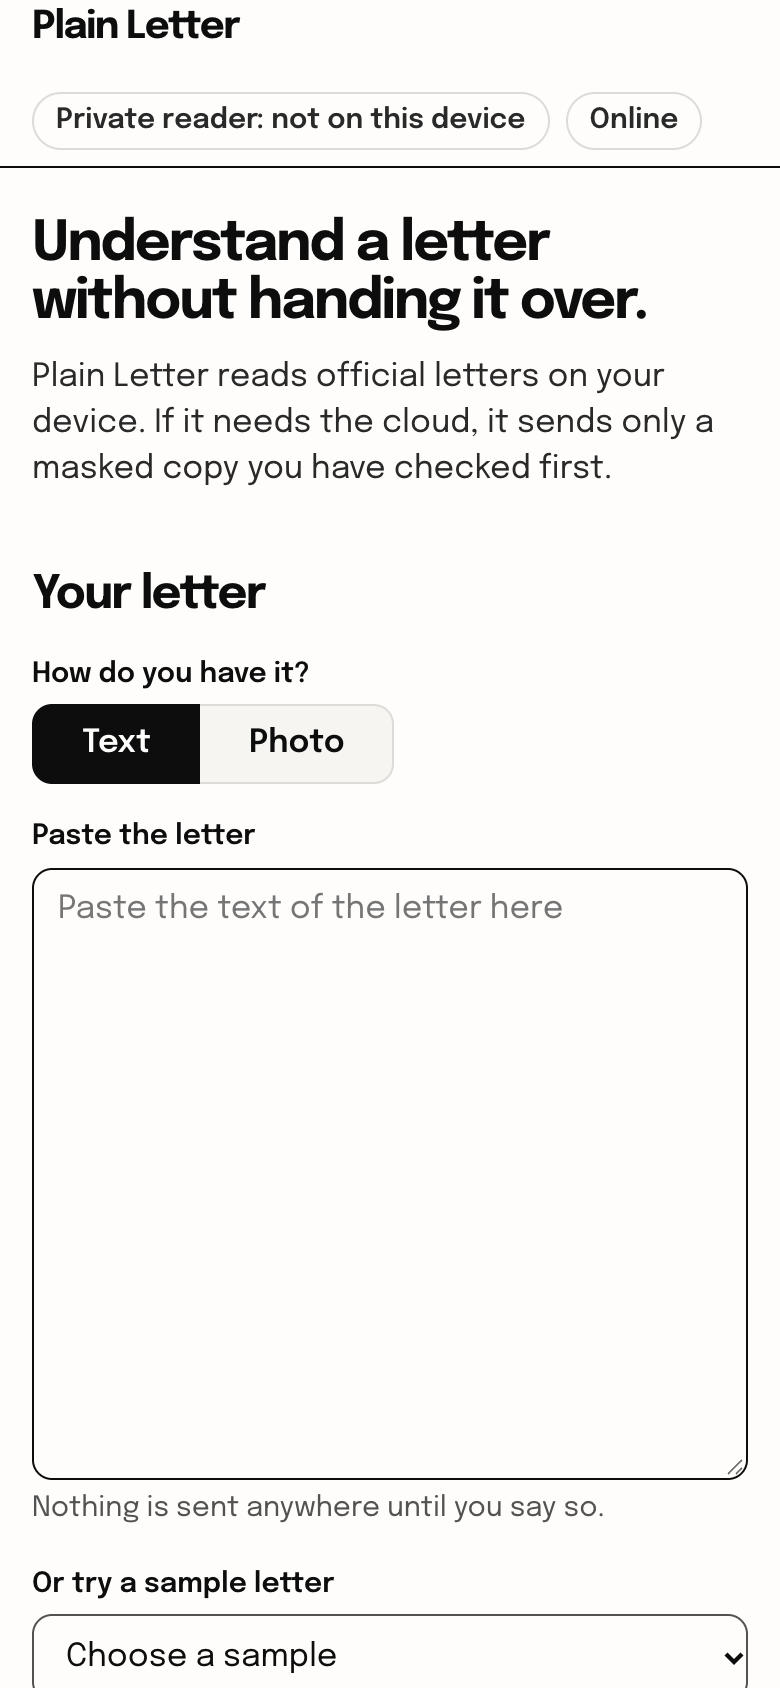 Plain Letter
Private reader: not on this device
Online
Understand a letter
without handing it over.
Plain Letter reads official letters on your
device. If it needs the cloud, it sends only a
masked copy you have checked first.
Your letter
How do you have it?
Text
Photo
Paste the letter
Paste the text of the letter here
Nothing is sent anywhere until you say so.
Or try a sample letter
Choose a sample